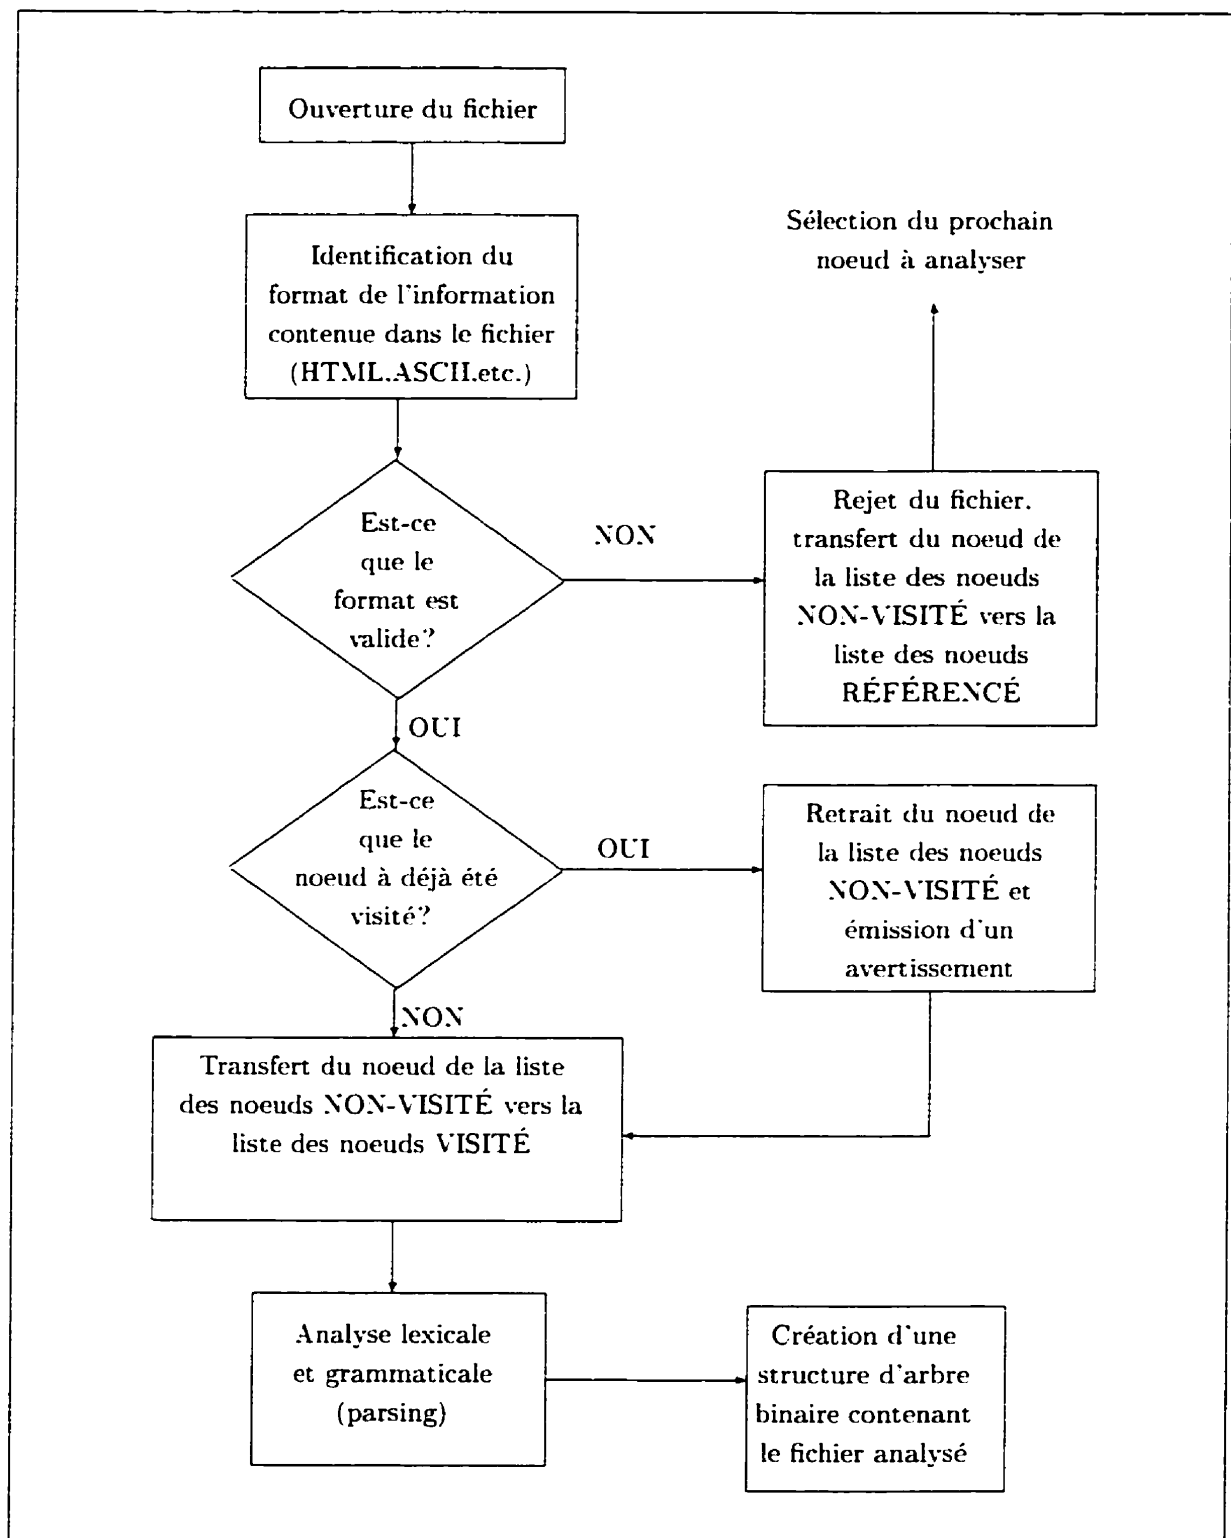 Ouverture du fichier
Identification du
format de l'information
contenue dans le fichier
(HTML.ASCII.etc.)
Sélection du prochain
noeud à analyser
Est-ce
que le
format est
valide?
NON
Rejet du fichier.
transfert du noeud de
la liste des noeuds
NON-VISITÉ vers la
liste des noeuds
RÉFÉRENCÉ
OUI
Est-ce
que le
noeud à déjà été
visité?
OUI
Retrait du noeud de
la liste des noeuds
NON-VISITÉ et
émission d'un
avertissement
NON
Transfert du noeud de la liste
des noeuds NON-VISITÉ vers la
liste des noeuds VISITÉ
Analyse lexicale
et grammaticale
(parsing)
Création d'une
structure d'arbre
binaire contenant
le fichier analysé